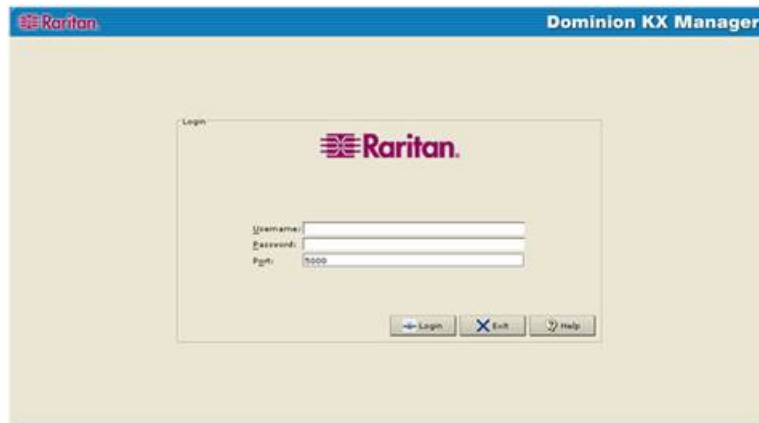 Raritan.
Dominion KX Manager
Login
Raritan.
Username:
Password:
Port: 5000
Login Exit Help